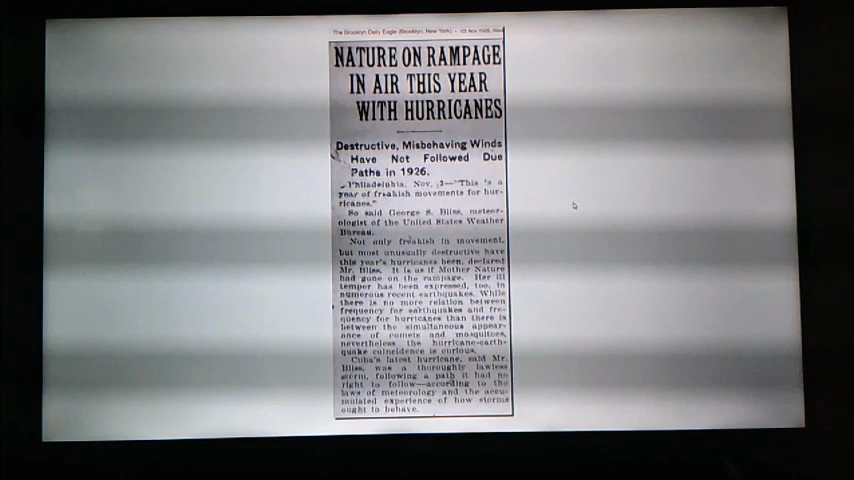 The Brooklyn Daily Eagle (Brooklyn, New York) · 03 Nov 1926, Wed
NATURE ON RAMPAGE
IN AIR THIS YEAR
WITH HURRICANES
Destructive, Misbehaving Winds
Have Not Followed Due
Paths in 1926.
Philadelphia, Nov. 3—"This is a
year of freakish movements for hur-
ricanes."
So said George S. Bliss, meteor-
ologist of the United States Weather
Bureau.
Not only freakish in movement,
but most unusually destructive have
this year's hurricanes been, declared
Mr. Bliss. It is as if Mother Nature
had gone on the rampage. Her ill
temper has been expressed, too, in
numerous recent earthquakes. While
there is no more relation between
frequency for earthquakes and fre-
quency for hurricanes than there is
between the simultaneous appear-
ance of comets and mosquitoes,
nevertheless the hurricane-earth-
quake coincidence is curious.
Cuba's latest hurricane, said Mr.
Bliss, was a thoroughly lawless
storm, following a path it had no
right to follow—according to the
laws of meteorology and the accu-
mulated experience of how storms
ought to behave.